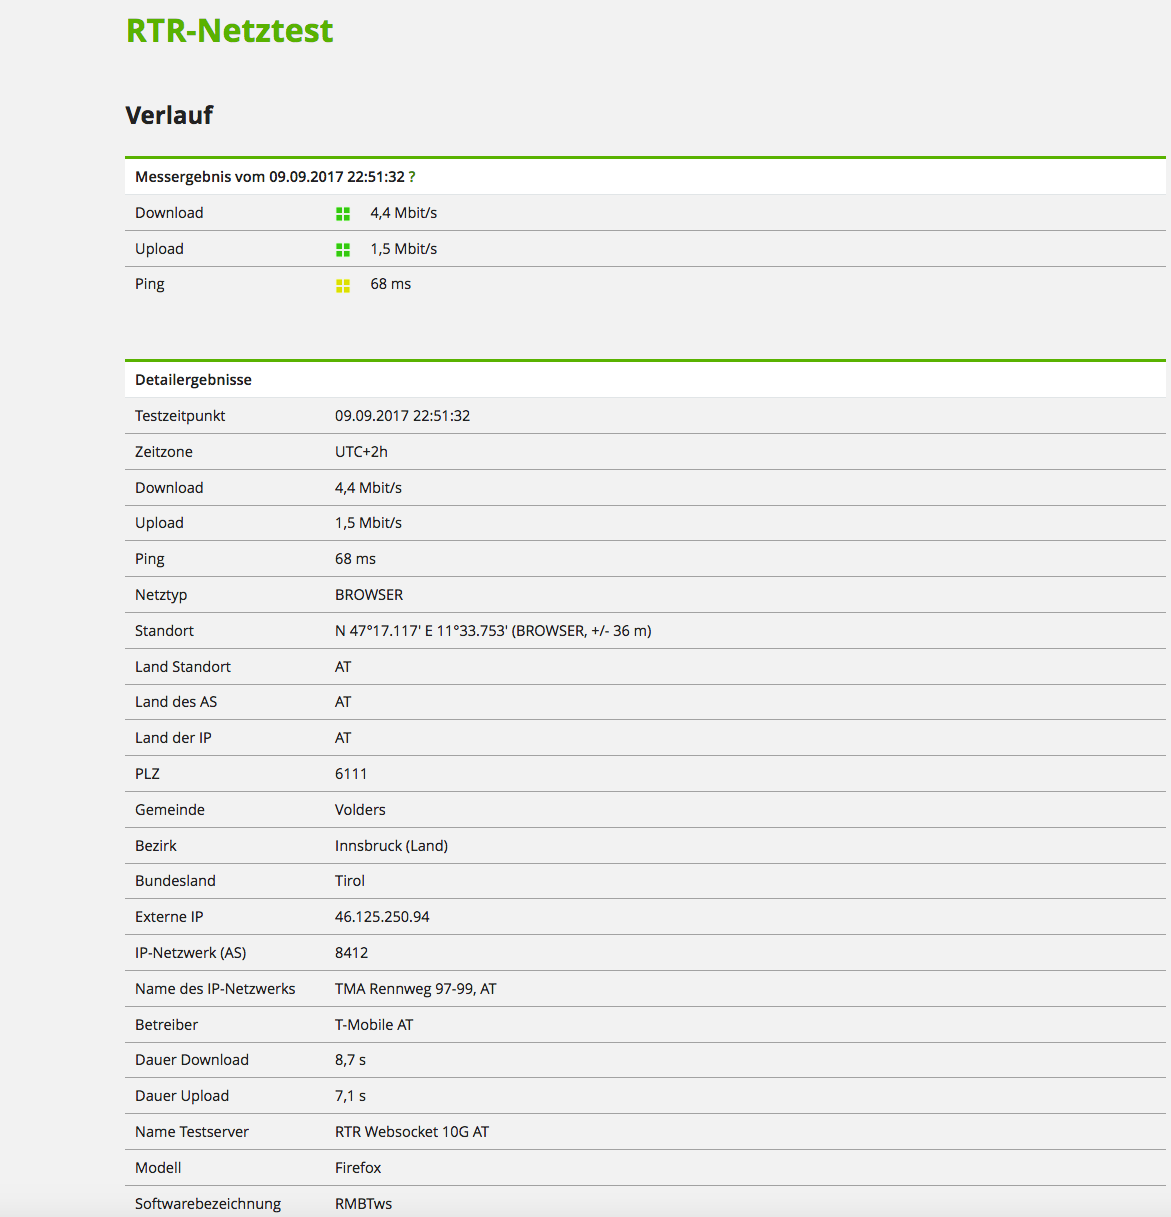 RTR-Netztest
Verlauf
Messergebnis vom 09.09.2017 22:51:32 ?
Download 4,4 Mbit/s
Upload 1,5 Mbit/s
Ping 68 ms
Detailergebnisse
Testzeitpunkt 09.09.2017 22:51:32
Zeitzone UTC+2h
Download 4,4 Mbit/s
Upload 1,5 Mbit/s
Ping 68 ms
Netztyp BROWSER
Standort N 47°17.117' E 11°33.753' (BROWSER, +/- 36 m)
Land Standort AT
Land des AS AT
Land der IP AT
PLZ 6111
Gemeinde Volders
Bezirk Innsbruck (Land)
Bundesland Tirol
Externe IP 46.125.250.94
IP-Netzwerk (AS) 8412
Name des IP-Netzwerks TMA Rennweg 97-99, AT
Betreiber T-Mobile AT
Dauer Download 8,7 s
Dauer Upload 7,1 s
Name Testserver RTR Websocket 10G AT
Modell Firefox
Softwarebezeichnung RMBTws